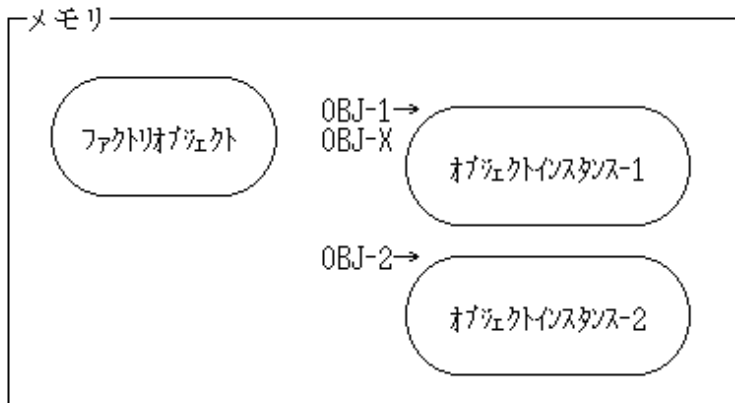 メモリ
OBJ-1→
ファクトリオブジェクト
OBJ-X
オブジェクトインスタンス-1
OBJ-2→
オブジェクトインスタンス-2